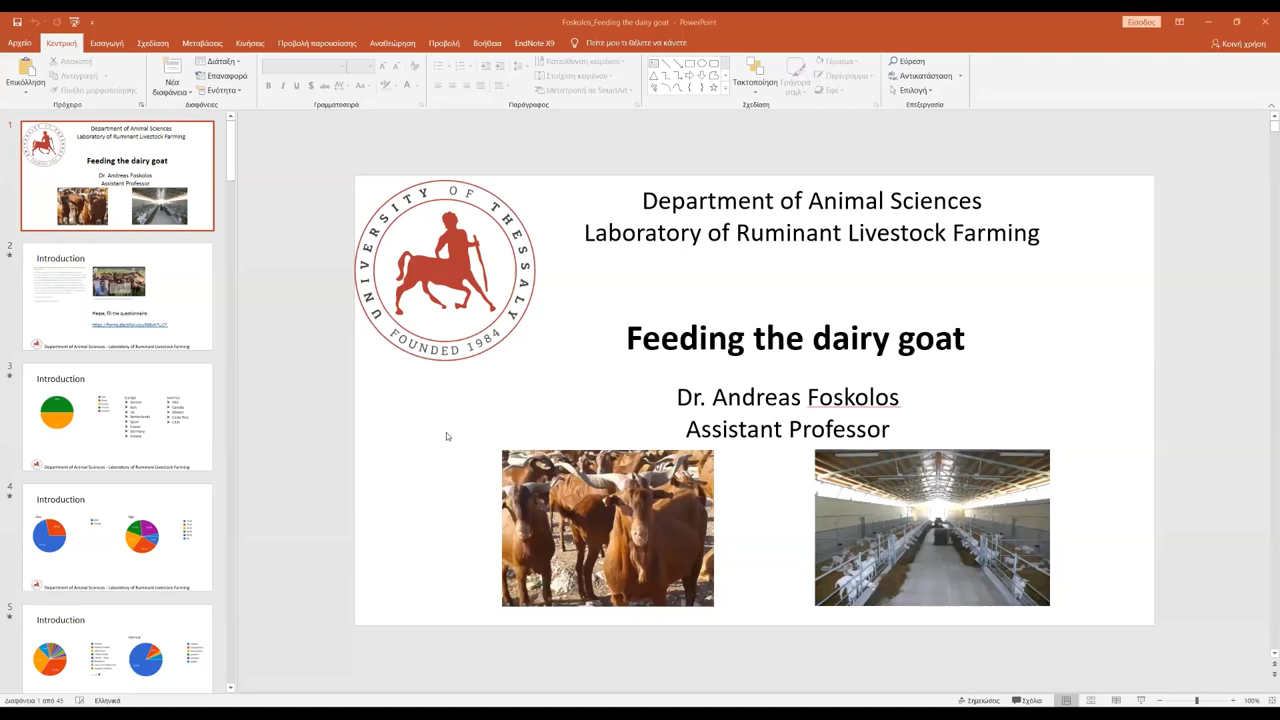 Foskolos_Feeding the dairy goat - PowerPoint
Είσοδος
Αρχείο Κεντρική Εισαγωγή Σχεδίαση Μεταβάσεις Κινήσεις Προβολή παρουσίασης Αναθεώρηση Προβολή Βοήθεια EndNote X9 Πείτε μου τι θέλετε να κάνετε Κοινή χρήση
Επικόλληση
Αποκοπή
Αντιγραφή
Πινέλο μορφοποίησης
Πρόχειρο
Νέα διαφάνεια
Διάταξη
Επαναφορά
Ενότητα
Διαφάνειες
Γραμματοσειρά
Κατεύθυνση κειμένου
Στοίχιση κειμένου
Μετατροπή σε SmartArt
Παράγραφος
Τακτοποίηση
Γρήγορα στυλ
Γέμισμα
Περίγραμμα
Εφέ
Σχεδίαση
Εύρεση
Αντικατάσταση
Επιλογή
Επεξεργασία
1
Department of Animal Sciences
Laboratory of Ruminant Livestock Farming
Feeding the dairy goat
Dr. Andreas Foskolos
Assistant Professor
2
Introduction
Please, fill the questionnaire:
Department of Animal Sciences - Laboratory of Ruminant Livestock Farming
3
Introduction
Department of Animal Sciences - Laboratory of Ruminant Livestock Farming
4
Introduction
Department of Animal Sciences - Laboratory of Ruminant Livestock Farming
5
Introduction
UNIVERSITY OF THESSALY
FOUNDED 1984
Department of Animal Sciences
Laboratory of Ruminant Livestock Farming
Feeding the dairy goat
Dr. Andreas Foskolos
Assistant Professor
Διαφάνεια 1 από 45 Ελληνικά Σημειώσεις Σχόλια 100%